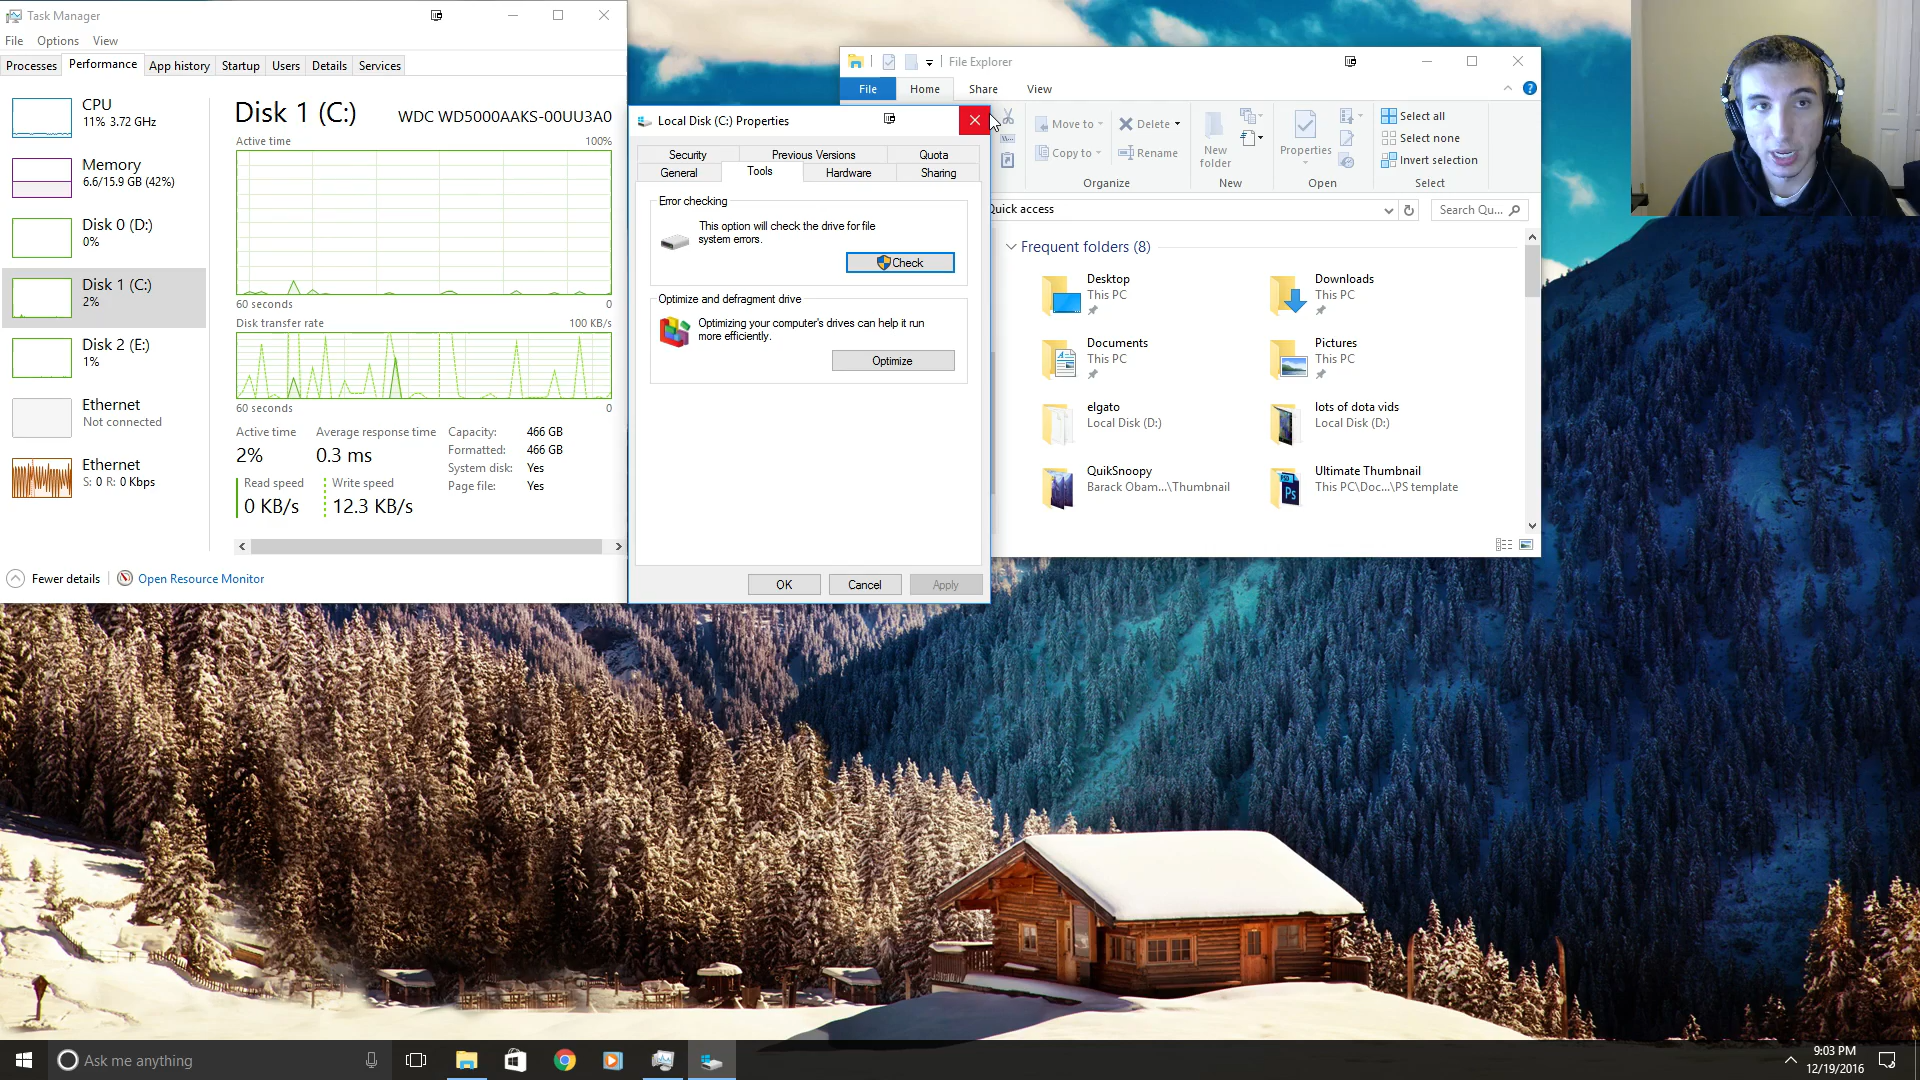 Task Manager
File Options View
Processes Performance App history Startup Users Details Services
CPU
11% 3.72 GHz
Memory
6.6/15.9 GB (42%)
Disk 0 (D:)
0%
Disk 1 (C:)
2%
Disk 2 (E:)
1%
Ethernet
Not connected
Ethernet
S: 0 R: 0 Kbps
Disk 1 (C:) WDC WD5000AAKS-00UU3A0
Active time 100%
60 seconds 0
Disk transfer rate 100 KB/s
60 seconds 0
Active time
2%
Average response time
0.3 ms
Read speed
0 KB/s
Write speed
12.3 KB/s
Capacity: 466 GB
Formatted: 466 GB
System disk: Yes
Page file: Yes
Fewer details Open Resource Monitor
Local Disk (C:) Properties
Security Previous Versions Quota
General Tools Hardware Sharing
Error checking
This option will check the drive for file
system errors.
Check
Optimize and defragment drive
Optimizing your computer's drives can help it run
more efficiently.
Optimize
OK Cancel Apply
File Explorer
File Home Share View
Move to
Copy to
Delete
Rename
Organize
New
folder
New
Properties
Open
Select all
Select none
Invert selection
Select
Quick access
Search Qu...
Frequent folders (8)
Desktop
This PC
Downloads
This PC
Documents
This PC
Pictures
This PC
elgato
Local Disk (D:)
lots of dota vids
Local Disk (D:)
QuikSnoopy
Barack Obam...\Thumbnail
Ultimate Thumbnail
This PC\Doc...\PS template
PSD
Ps
Ask me anything
9:03 PM
12/19/2016